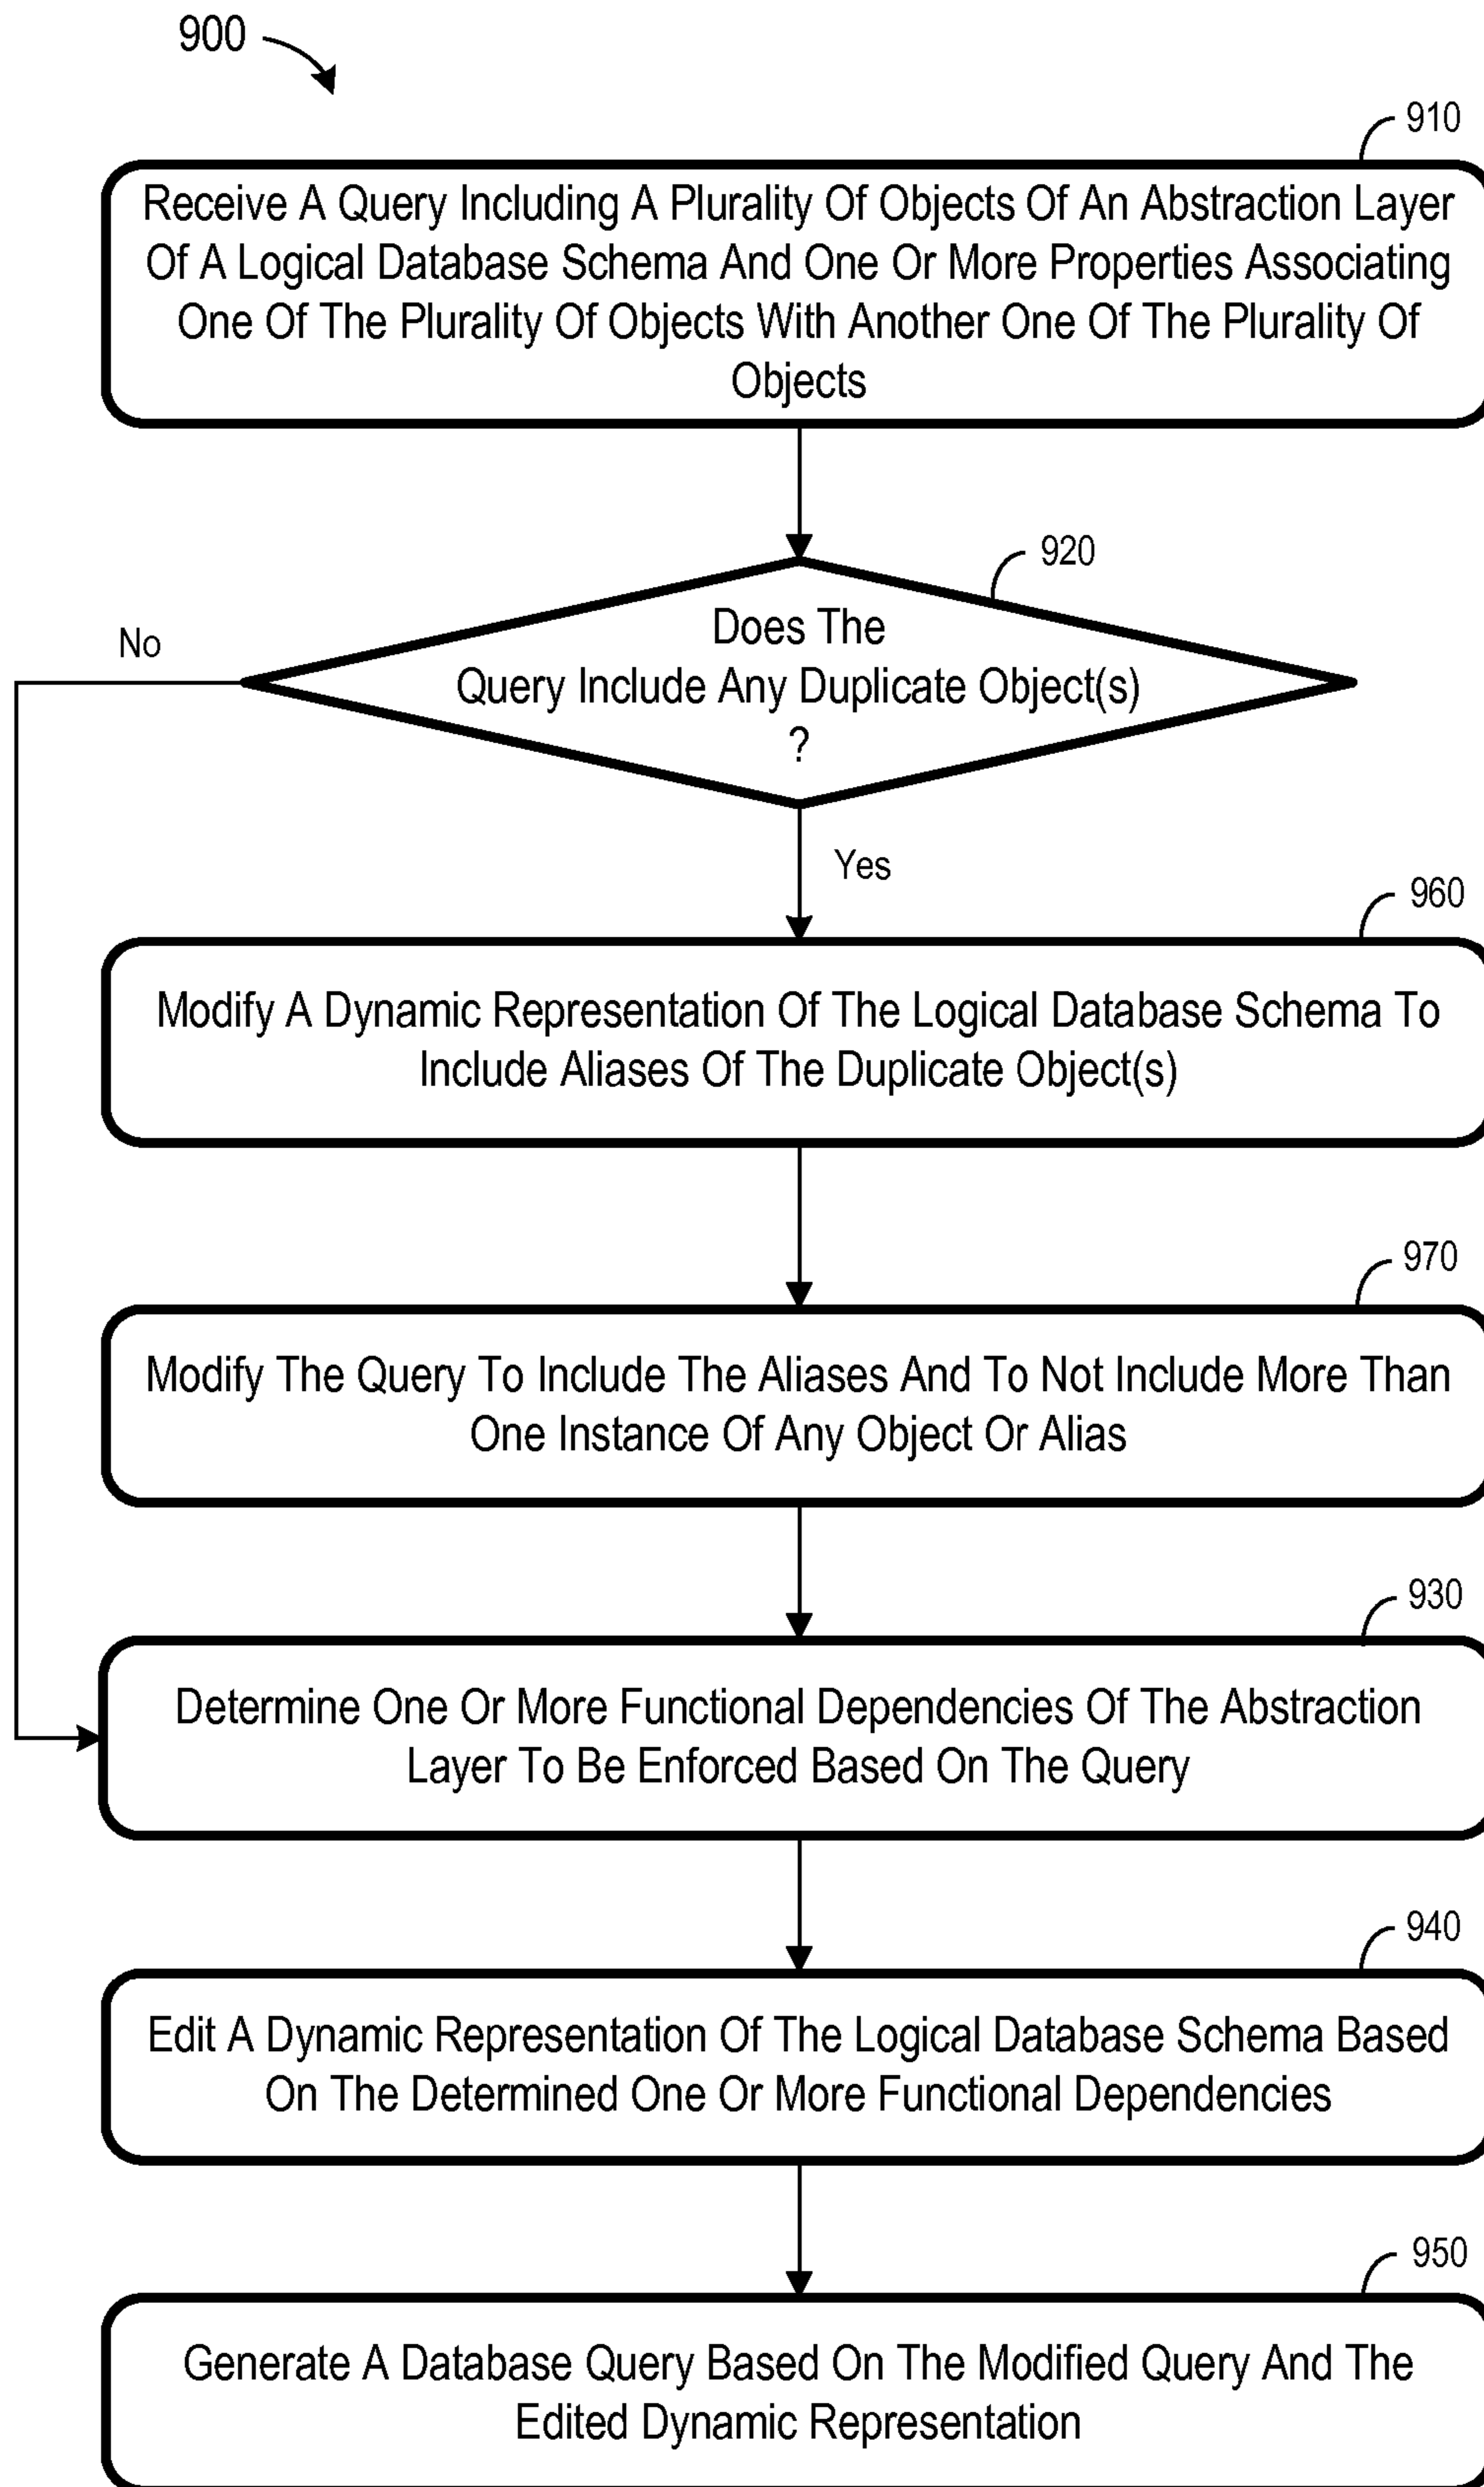 900
910
Receive A Query Including A Plurality Of Objects Of An Abstraction Layer
Of A Logical Database Schema And One Or More Properties Associating
One Of The Plurality Of Objects With Another One Of The Plurality Of
Objects
920
Does The
Query Include Any Duplicate Object(s)
?
No
Yes
960
Modify A Dynamic Representation Of The Logical Database Schema To
Include Aliases Of The Duplicate Object(s)
970
Modify The Query To Include The Aliases And To Not Include More Than
One Instance Of Any Object Or Alias
930
Determine One Or More Functional Dependencies Of The Abstraction
Layer To Be Enforced Based On The Query
940
Edit A Dynamic Representation Of The Logical Database Schema Based
On The Determined One Or More Functional Dependencies
950
Generate A Database Query Based On The Modified Query And The
Edited Dynamic Representation